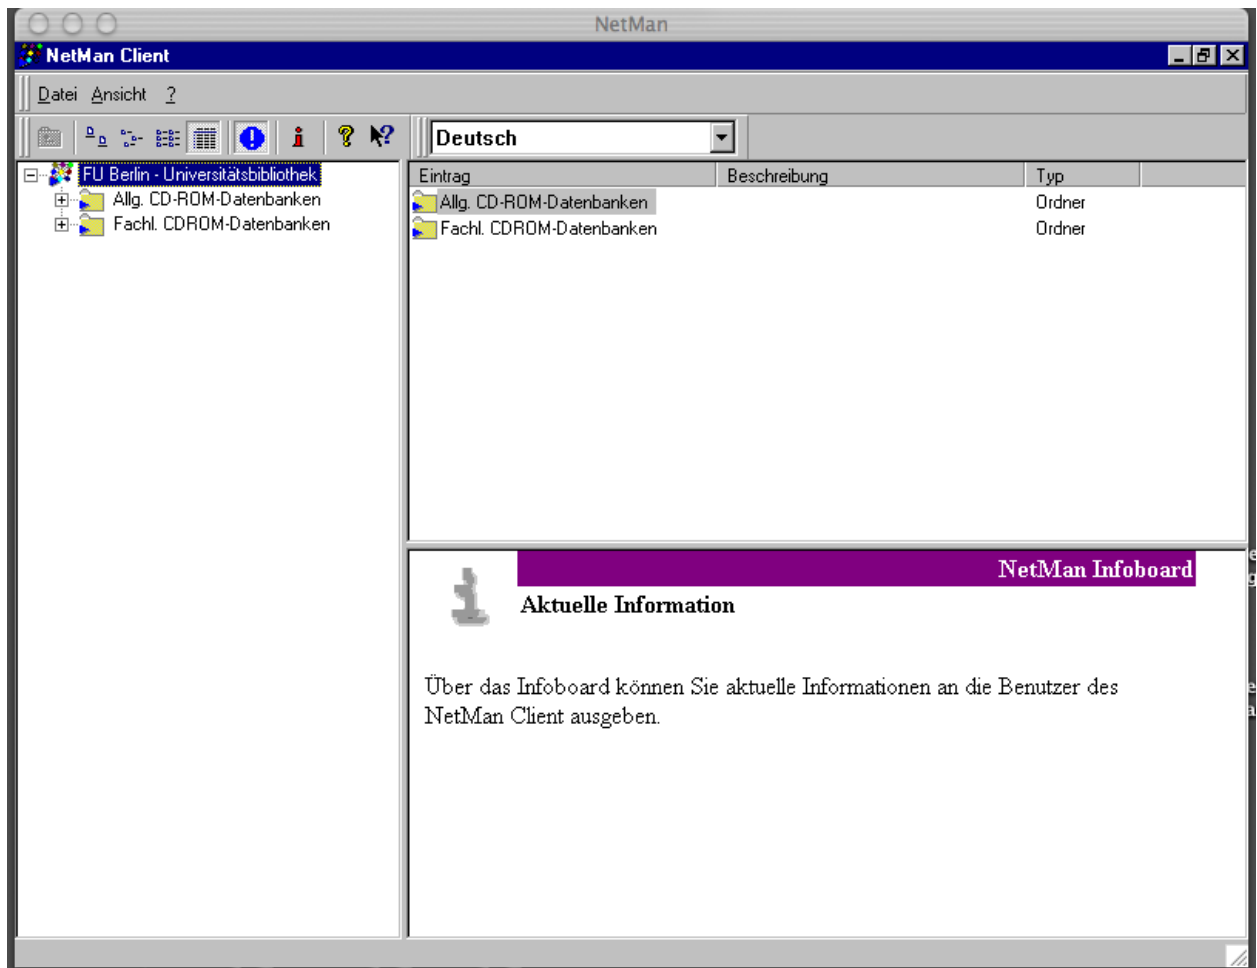 NetMan
NetMan Client
Datei Ansicht ?
Deutsch
FU Berlin - Universitätsbibliothek
Allg. CD-ROM-Datenbanken
Fachl. CDROM-Datenbanken
Eintrag Beschreibung Typ
Allg. CD-ROM-Datenbanken Ordner
Fachl. CDROM-Datenbanken Ordner
NetMan Infoboard
Aktuelle Information
Über das Infoboard können Sie aktuelle Informationen an die Benutzer des
NetMan Client ausgeben.